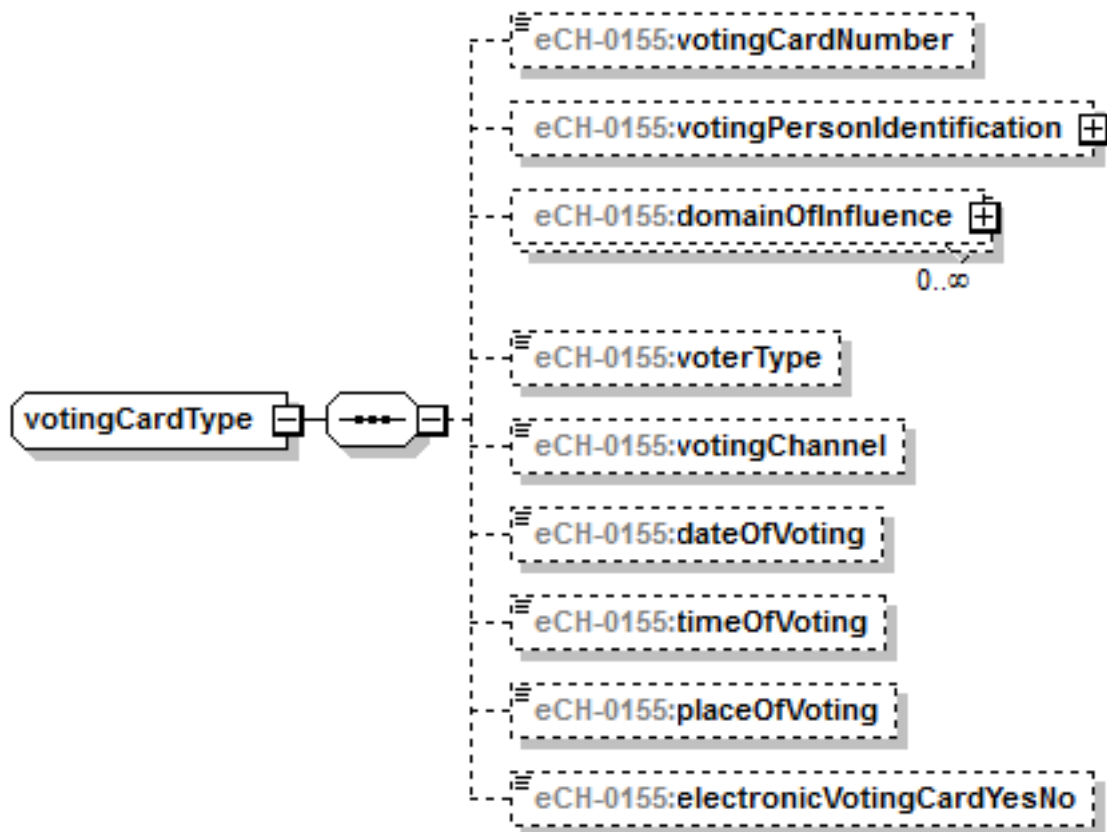 eCH-0155:votingCardNumber
eCH-0155:votingPersonIdentification
eCH-0155:domainOfInfluence
0..∞
eCH-0155:voterType
votingCardType
eCH-0155:votingChannel
eCH-0155:dateOfVoting
eCH-0155:timeOfVoting
eCH-0155:placeOfVoting
eCH-0155:electronicVotingCardYesNo